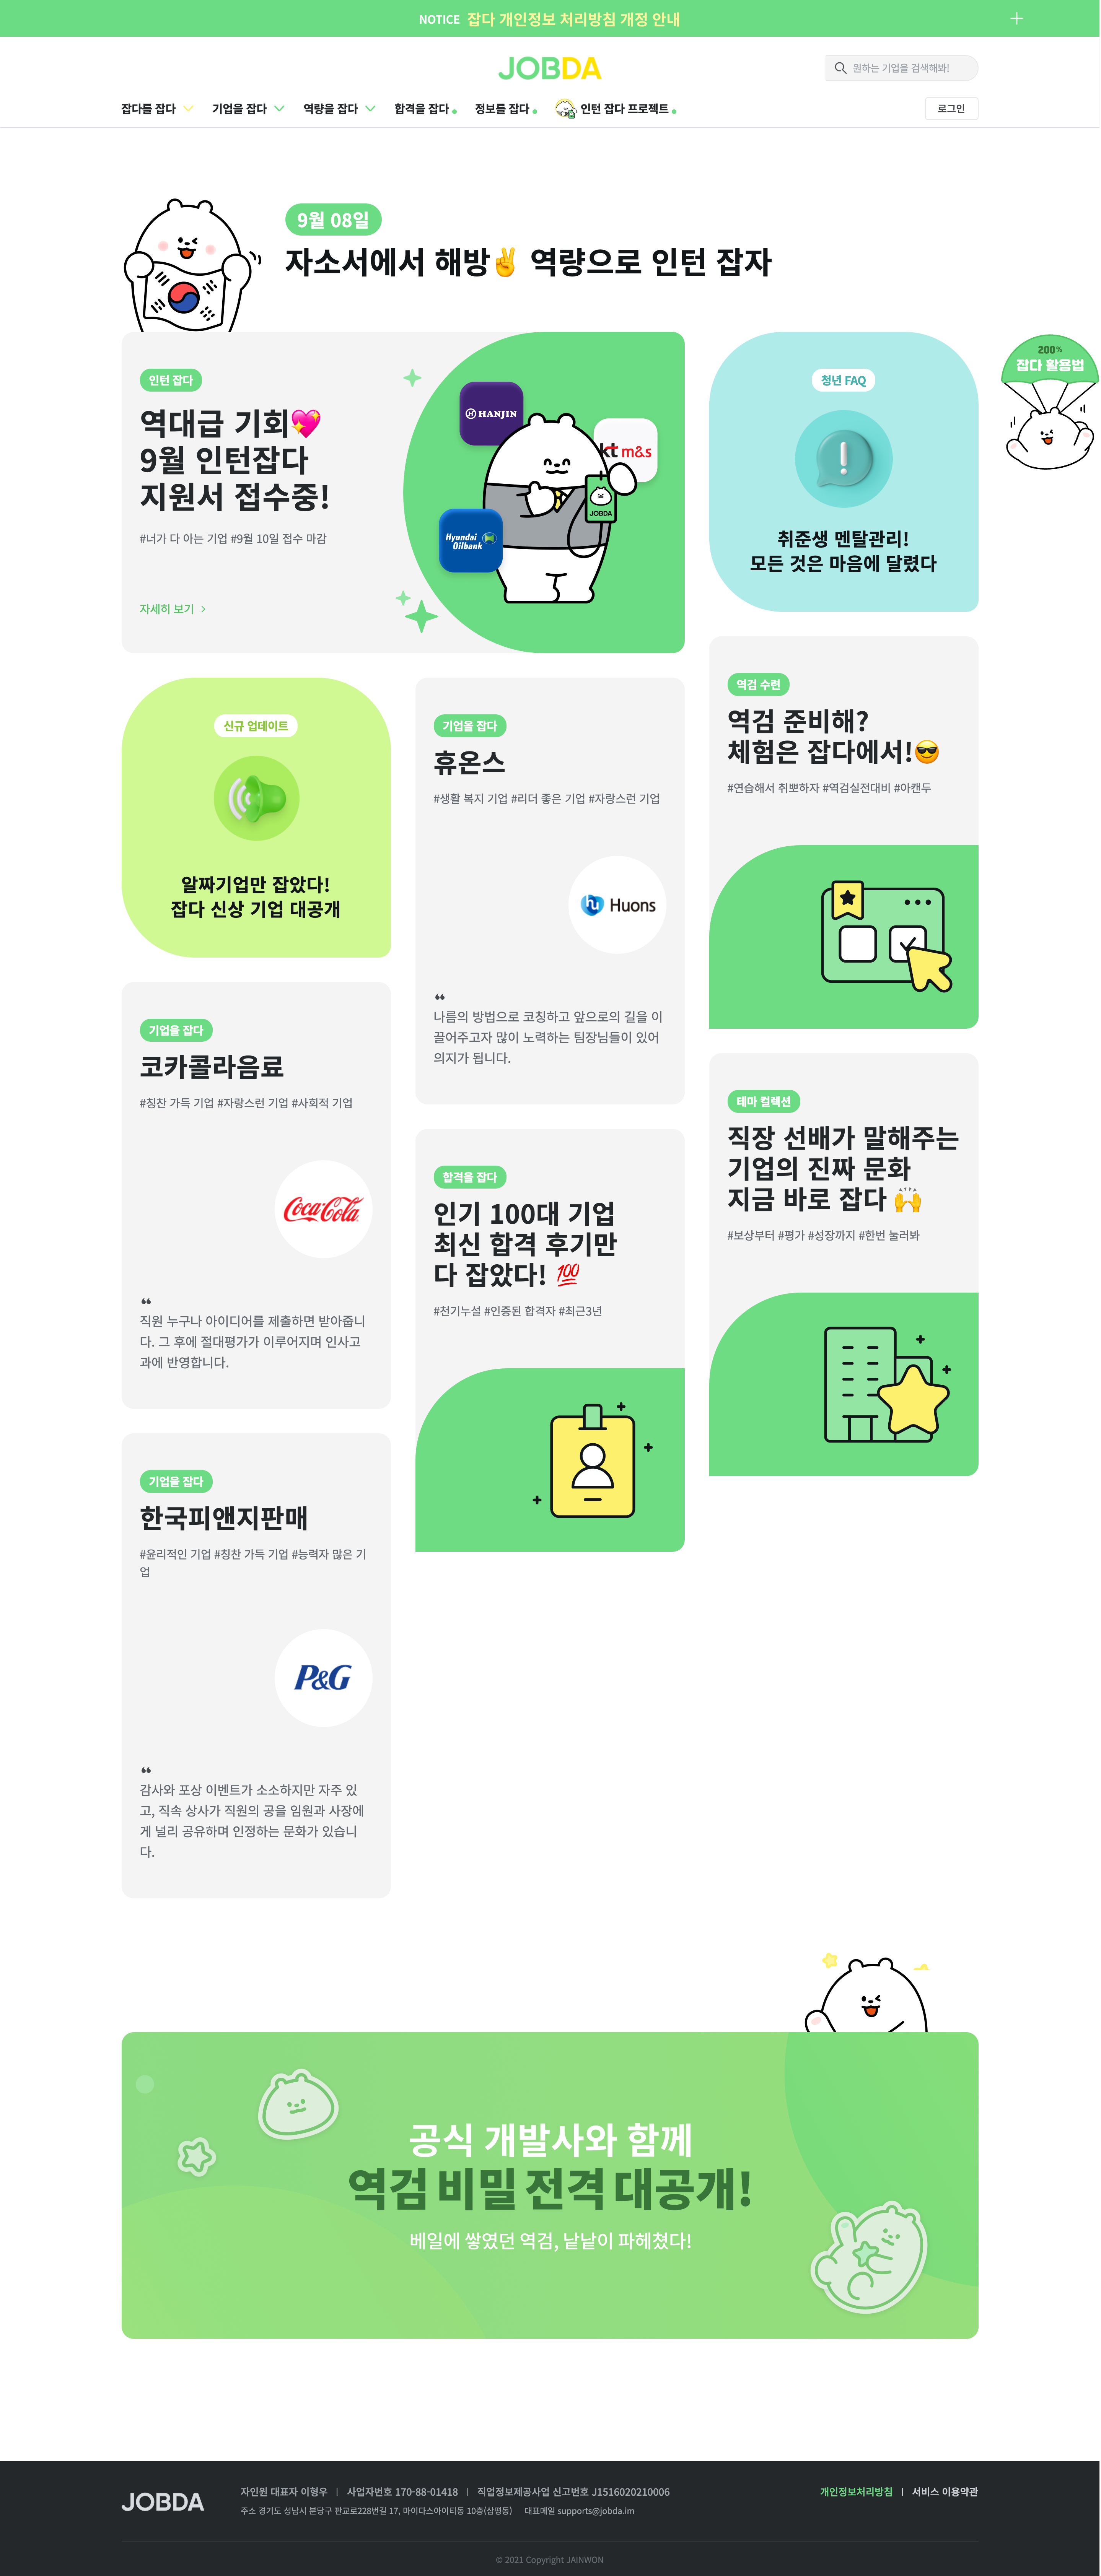 NOTICE 잡다 개인정보 처리방침 개정 안내
JOBDA
원하는 기업을 검색해봐!
잡다를 잡다 기업을 잡다 역량을 잡다 합격을 잡다 정보를 잡다 인턴 잡다 프로젝트
로그인
9월 08일
자소서에서 해방✌️ 역량으로 인턴 잡자
인턴 잡다
역대급 기회💖
9월 인턴잡다
지원서 접수중!
#너가 다 아는 기업 #9월 10일 접수 마감
자세히 보기
HANJIN
kt m&s
Hyundai
Oilbank
JOBDA
청년 FAQ
취준생 멘탈관리!
모든 것은 마음에 달렸다
200%
잡다 활용법
신규 업데이트
알짜기업만 잡았다!
잡다 신상 기업 대공개
기업을 잡다
휴온스
#생활 복지 기업 #리더 좋은 기업 #자랑스런 기업
Huons
“
나름의 방법으로 코칭하고 앞으로의 길을 이
끌어주고자 많이 노력하는 팀장님들이 있어
의지가 됩니다.
역검 수련
역검 준비해?
체험은 잡다에서!😎
#연습해서 취뽀하자 #역검실전대비 #아캔두
기업을 잡다
코카콜라음료
#칭찬 가득 기업 #자랑스런 기업 #사회적 기업
Coca-Cola
“
직원 누구나 아이디어를 제출하면 받아줍니
다. 그 후에 절대평가가 이루어지며 인사고
과에 반영합니다.
합격을 잡다
인기 100대 기업
최신 합격 후기만
다 잡았다! 💯
#천기누설 #인증된 합격자 #최근3년
테마 컬렉션
직장 선배가 말해주는
기업의 진짜 문화
지금 바로 잡다 🙌
#보상부터 #평가 #성장까지 #한번 눌러봐
기업을 잡다
한국피앤지판매
#윤리적인 기업 #칭찬 가득 기업 #능력자 많은 기
업
P&G
“
감사와 포상 이벤트가 소소하지만 자주 있
고, 직속 상사가 직원의 공을 임원과 사장에
게 널리 공유하며 인정하는 문화가 있습니
다.
공식 개발사와 함께
역검 비밀 전격 대공개!
베일에 쌓였던 역검, 낱낱이 파헤쳤다!
JOBDA
자인원 대표자 이형우 | 사업자번호 170-88-01418 | 직업정보제공사업 신고번호 J1516020210006
개인정보처리방침 | 서비스 이용약관
주소 경기도 성남시 분당구 판교로228번길 17, 마이다스아이티동 10층(삼평동) 대표메일 supports@jobda.im
© 2021 Copyright JAINWON